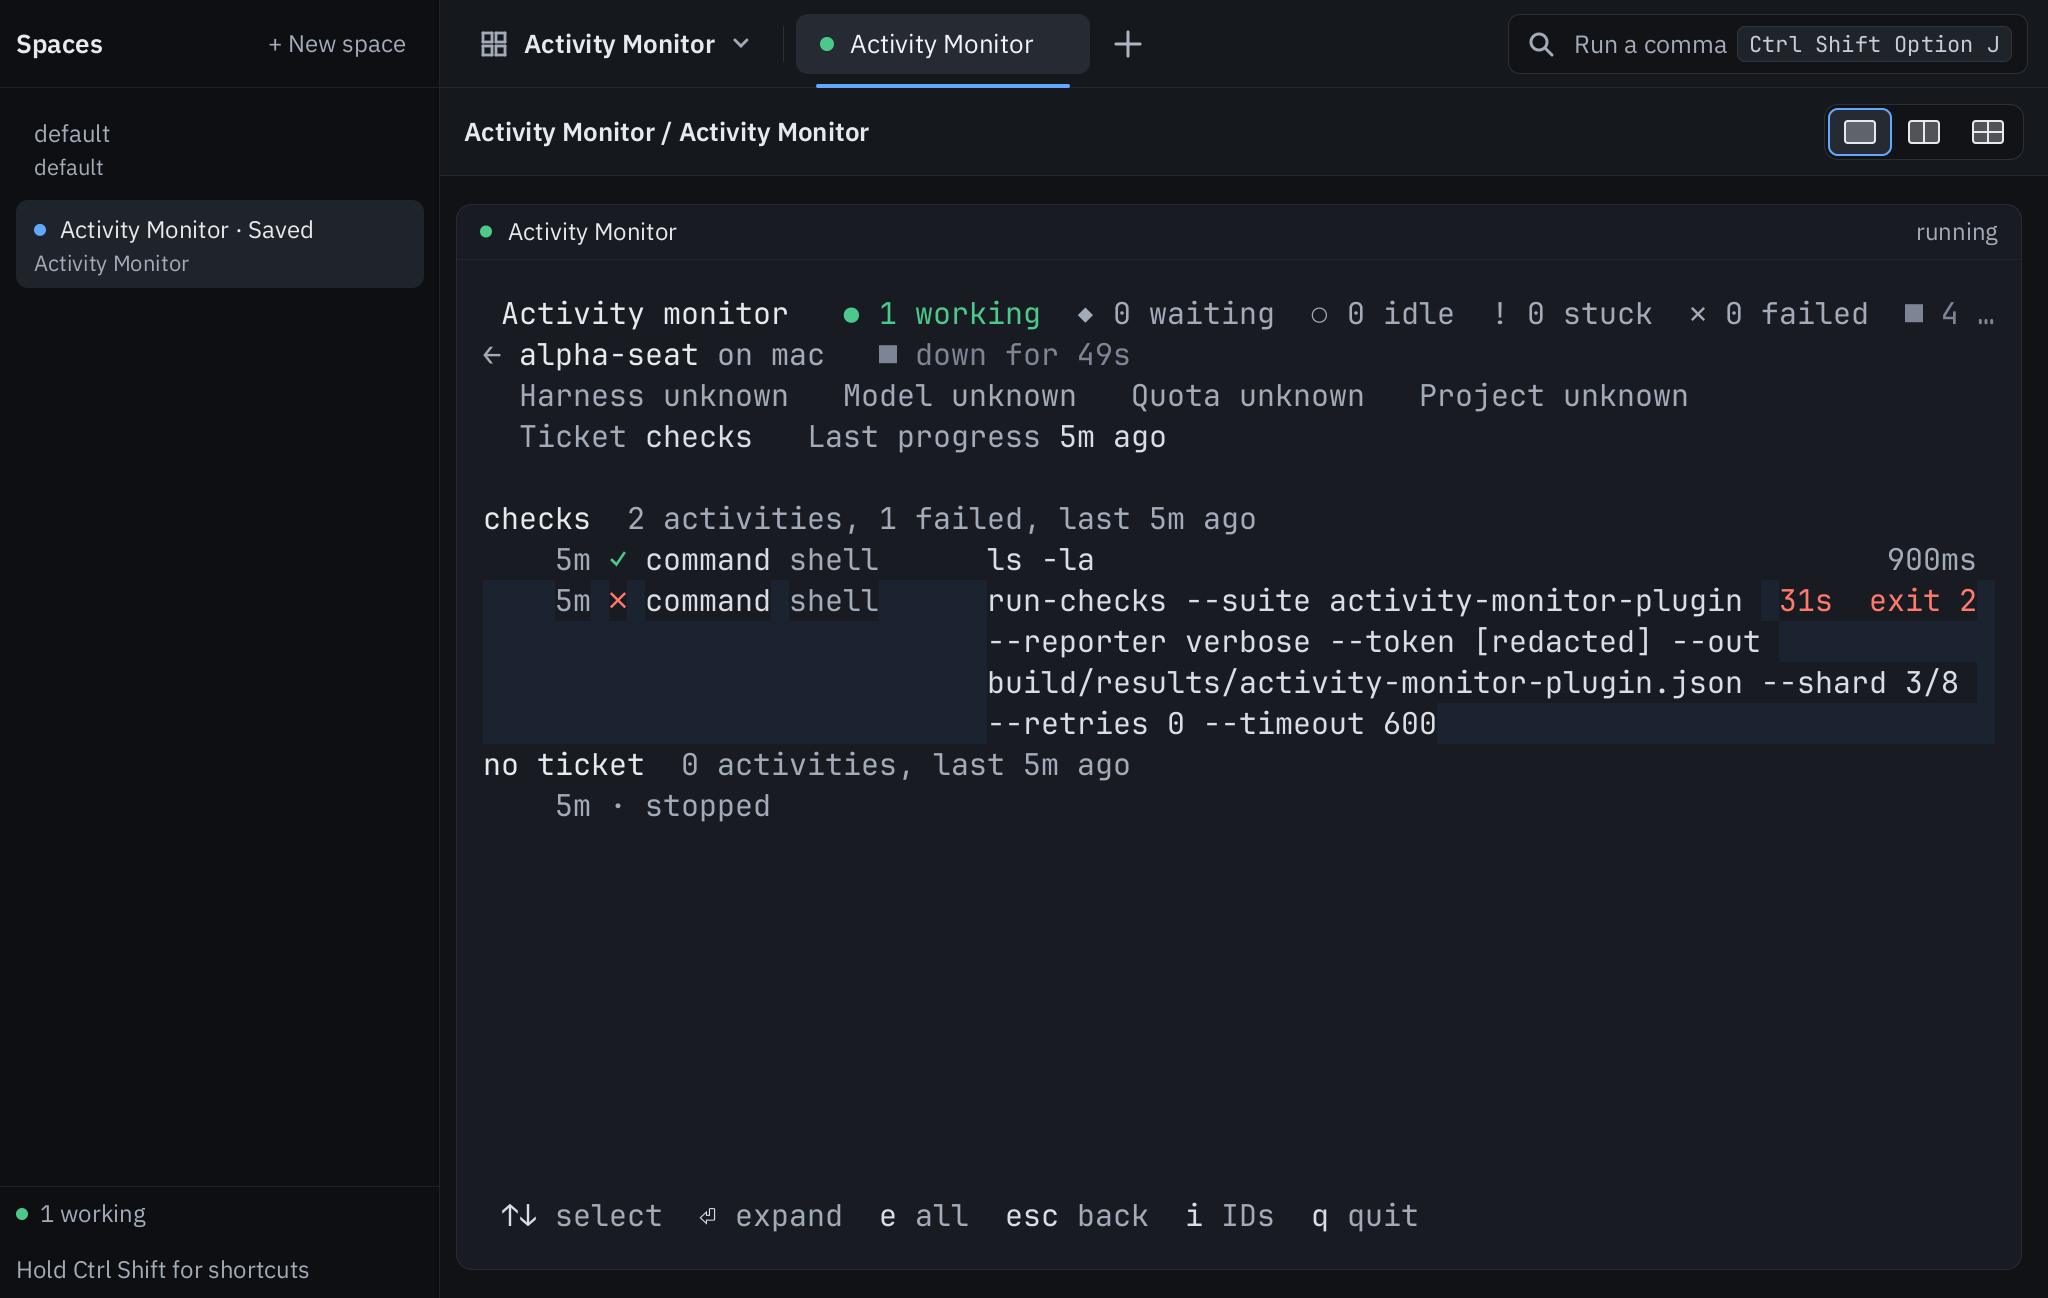 Spaces
+ New space
Activity Monitor
Activity Monitor
Run a comma
Ctrl Shift Option J
default
default
Activity Monitor · Saved
Activity Monitor
Activity Monitor / Activity Monitor
Activity Monitor
running
Activity monitor ● 1 working ◆ 0 waiting ○ 0 idle ! 0 stuck × 0 failed ■ 4 …
← alpha-seat on mac ■ down for 49s
Harness unknown Model unknown Quota unknown Project unknown
Ticket checks Last progress 5m ago
checks 2 activities, 1 failed, last 5m ago
5m ✓ command shell ls -la 900ms
5m ✕ command shell run-checks --suite activity-monitor-plugin 31s exit 2
--reporter verbose --token [redacted] --out
build/results/activity-monitor-plugin.json --shard 3/8
--retries 0 --timeout 600
no ticket 0 activities, last 5m ago
5m · stopped
↑↓ select ⏎ expand e all esc back i IDs q quit
1 working
Hold Ctrl Shift for shortcuts